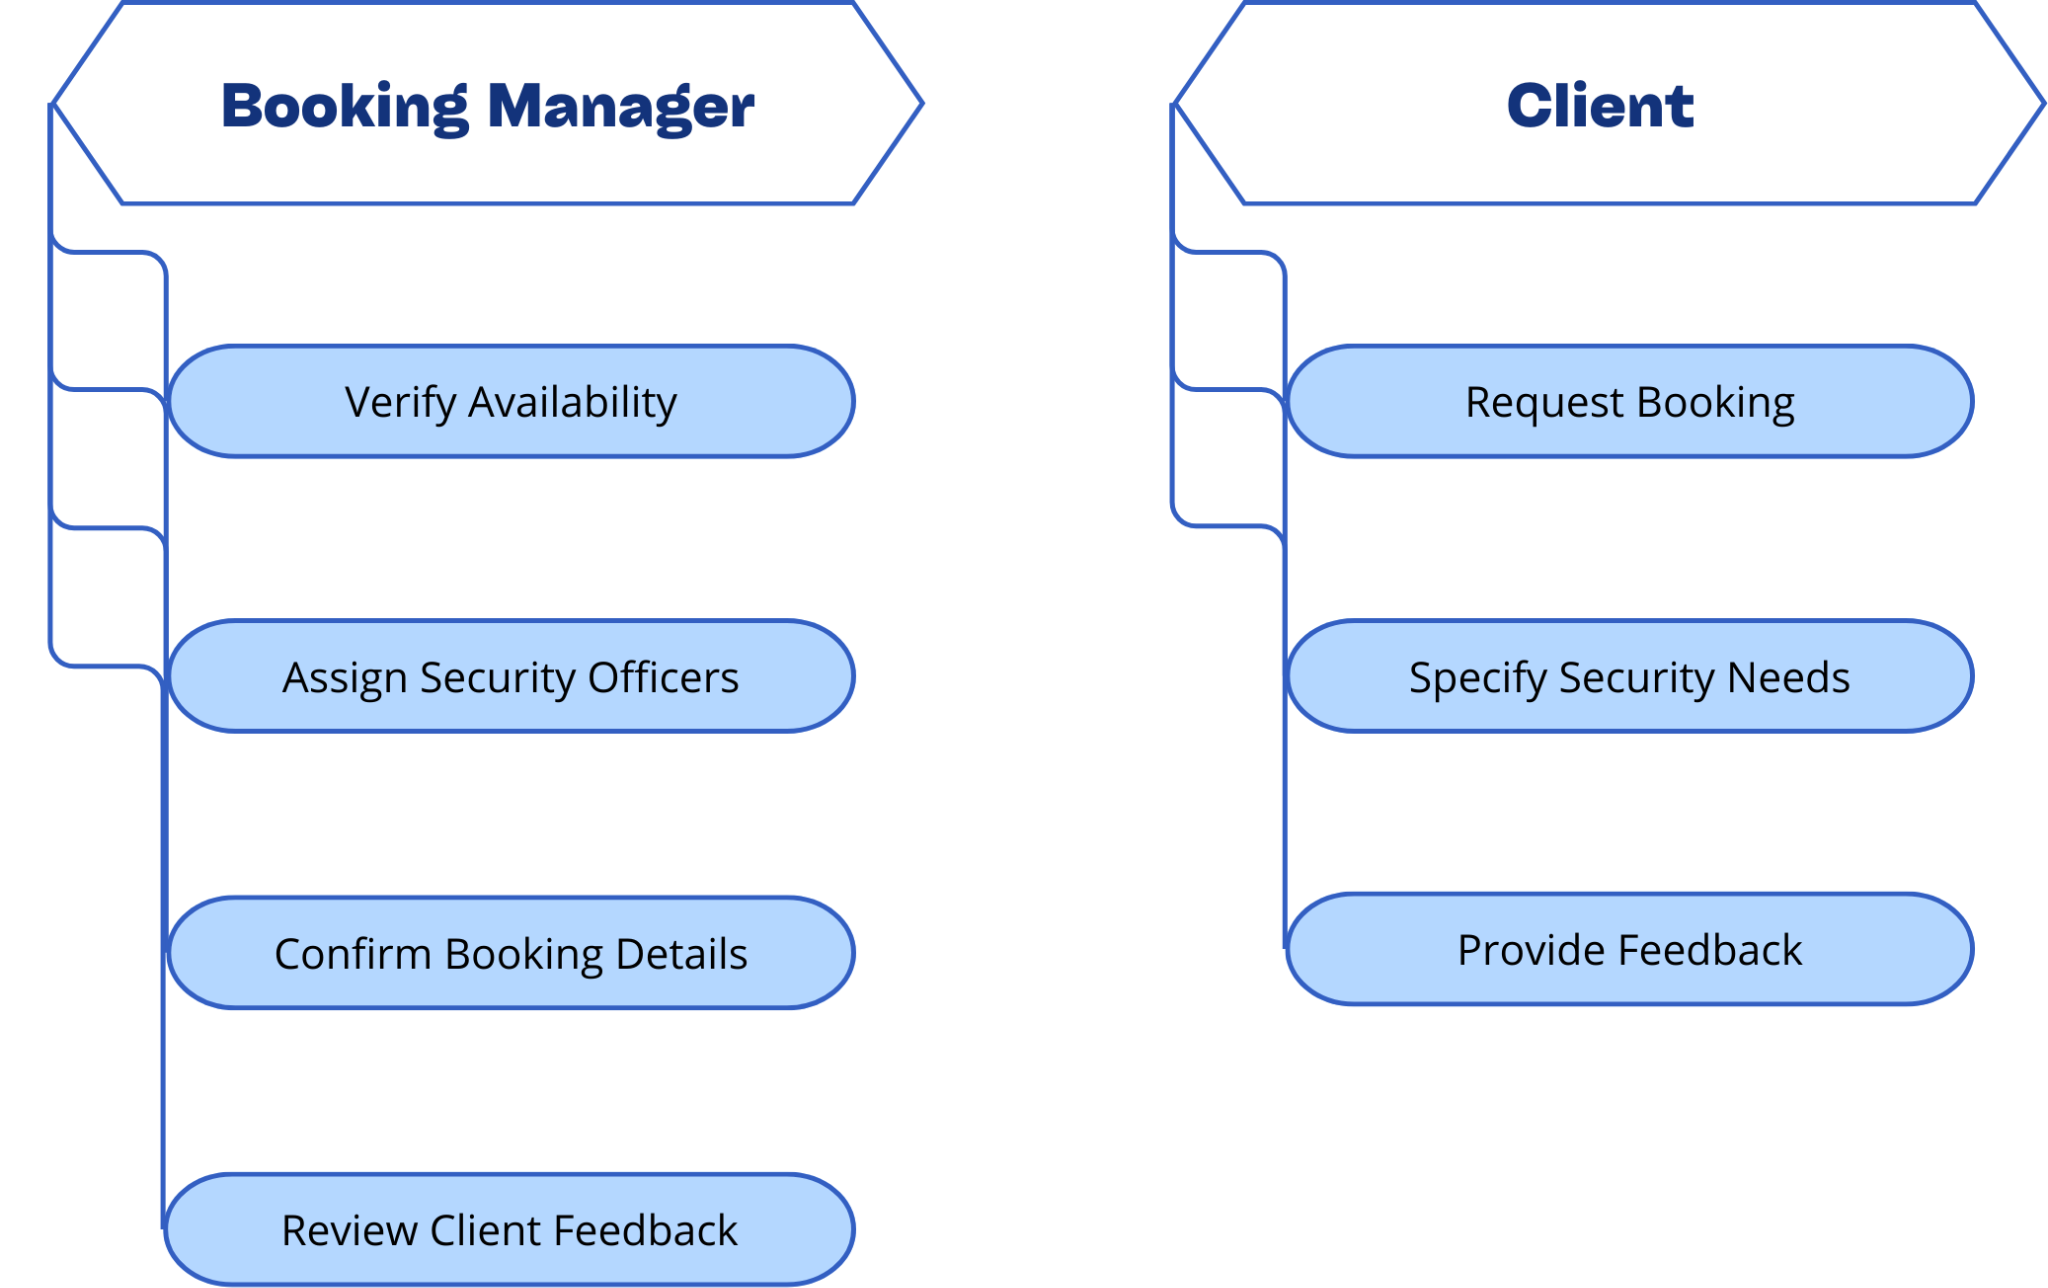 Booking Manager
Verify Availability
Assign Security Officers
Confirm Booking Details
Review Client Feedback
Client
Request Booking
Specify Security Needs
Provide Feedback